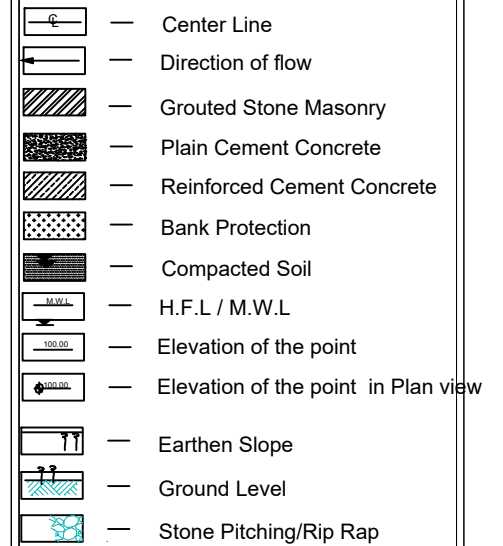 ℄ — Center Line
— Direction of flow
— Grouted Stone Masonry
— Plain Cement Concrete
— Reinforced Cement Concrete
— Bank Protection
— Compacted Soil
M.W.L — H.F.L / M.W.L
100.00 — Elevation of the point
100.00 — Elevation of the point in Plan view
— Earthen Slope
— Ground Level
— Stone Pitching/Rip Rap